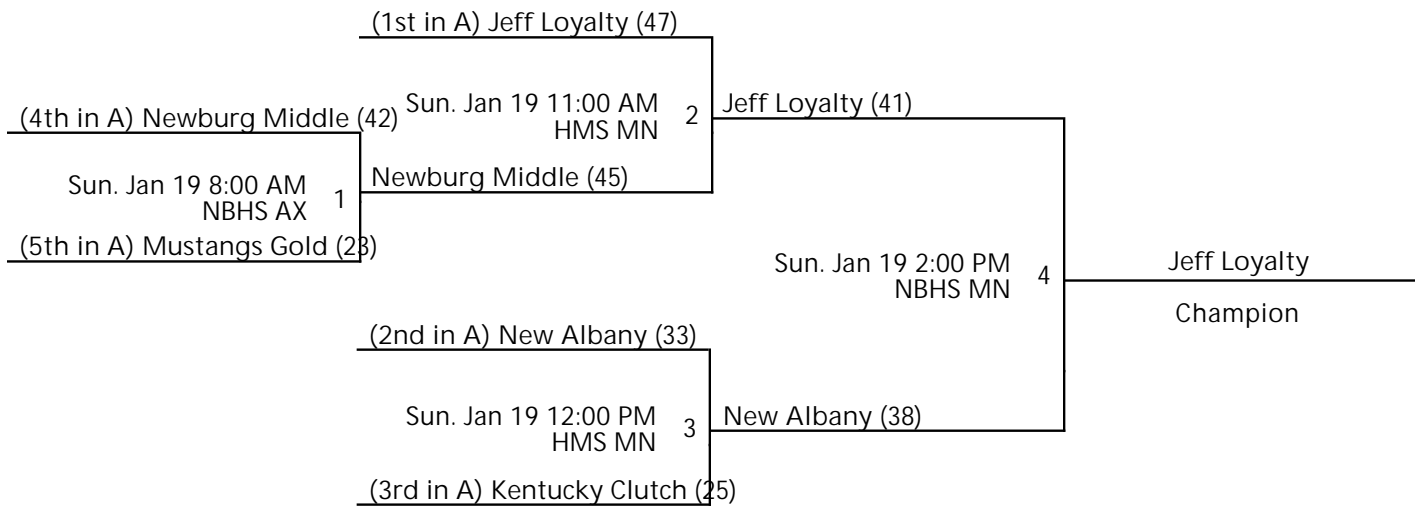 (1st in A) Jeff Loyalty (47)
(4th in A) Newburg Middle (42)
Sun. Jan 19 11:00 AM
HMS MN
2
Jeff Loyalty (41)
Sun. Jan 19 8:00 AM
NBHS AX
1
Newburg Middle (45)
(5th in A) Mustangs Gold (23)
Sun. Jan 19 2:00 PM
NBHS MN
4
Jeff Loyalty
Champion
(2nd in A) New Albany (33)
Sun. Jan 19 12:00 PM
HMS MN
3
New Albany (38)
(3rd in A) Kentucky Clutch (25)